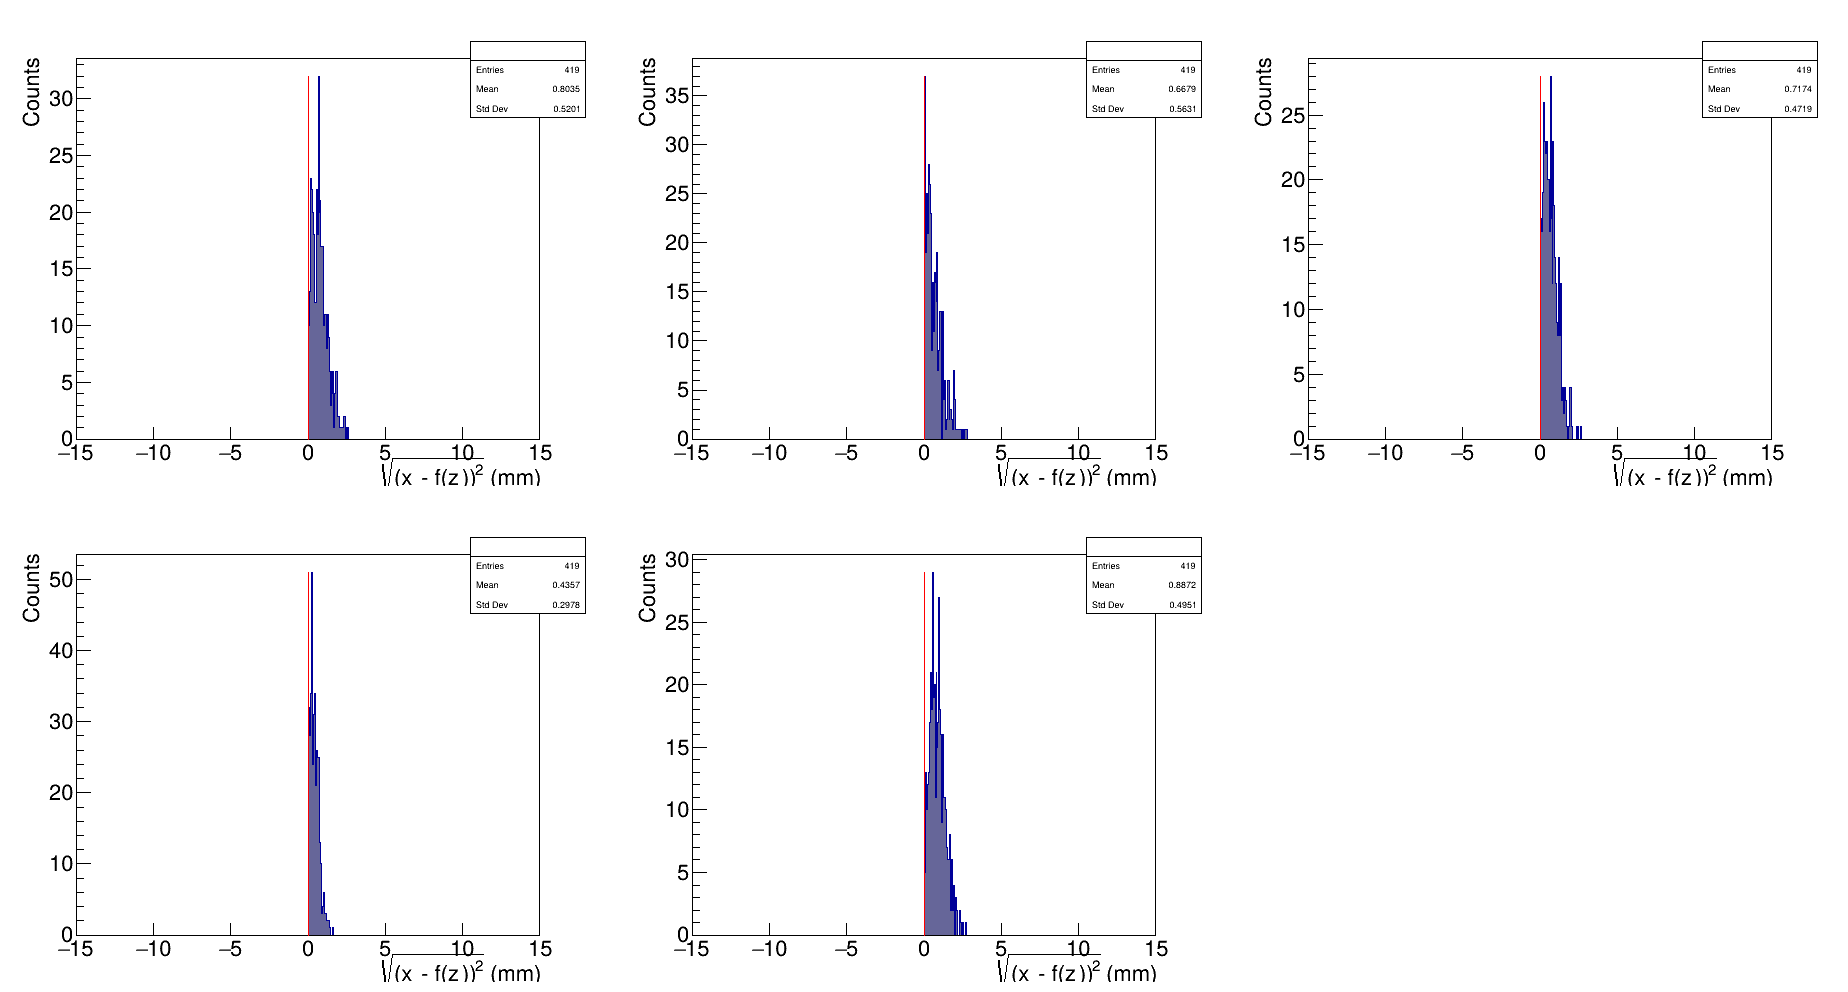 Counts
30
25
20
15
10
5
0
−15 −10 −5 0 5 10 15
√(x - f(z))² (mm)
Entries 419
Mean 0.8035
Std Dev 0.5201
Counts
35
30
25
20
15
10
5
0
−15 −10 −5 0 5 10 15
√(x - f(z))² (mm)
Entries 419
Mean 0.6679
Std Dev 0.5631
Counts
25
20
15
10
5
0
−15 −10 −5 0 5 10 15
√(x - f(z))² (mm)
Entries 419
Mean 0.7174
Std Dev 0.4719
Counts
50
40
30
20
10
0
−15 −10 −5 0 5 10 15
√(x - f(z))² (mm)
Entries 419
Mean 0.4357
Std Dev 0.2978
Counts
30
25
20
15
10
5
0
−15 −10 −5 0 5 10 15
√(x - f(z))² (mm)
Entries 419
Mean 0.8872
Std Dev 0.4951